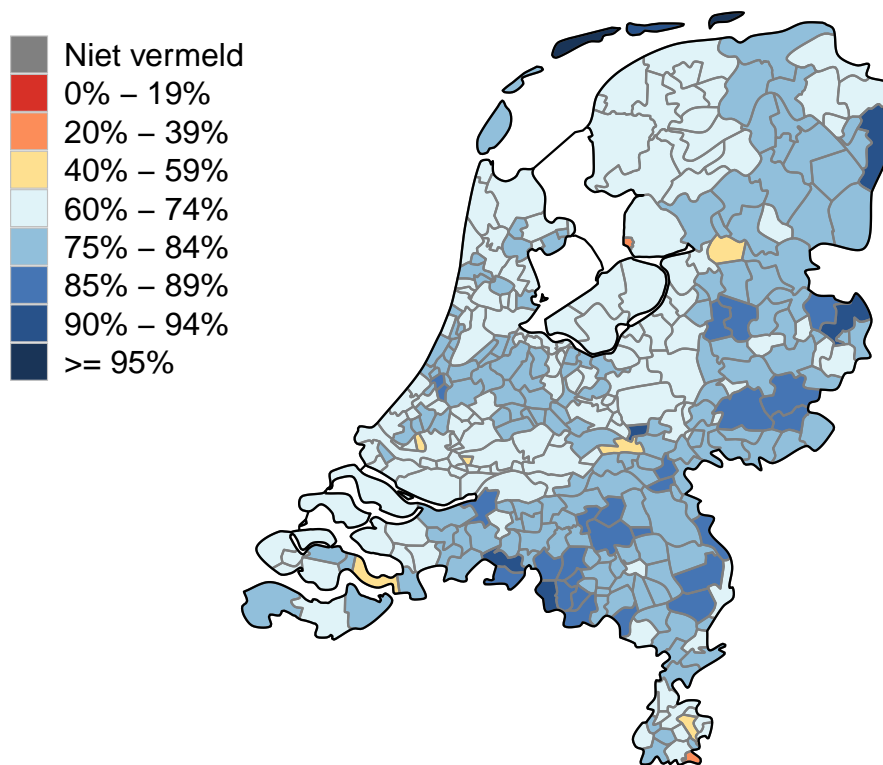 Niet vermeld
0% – 19%
20% – 39%
40% – 59%
60% – 74%
75% – 84%
85% – 89%
90% – 94%
>= 95%